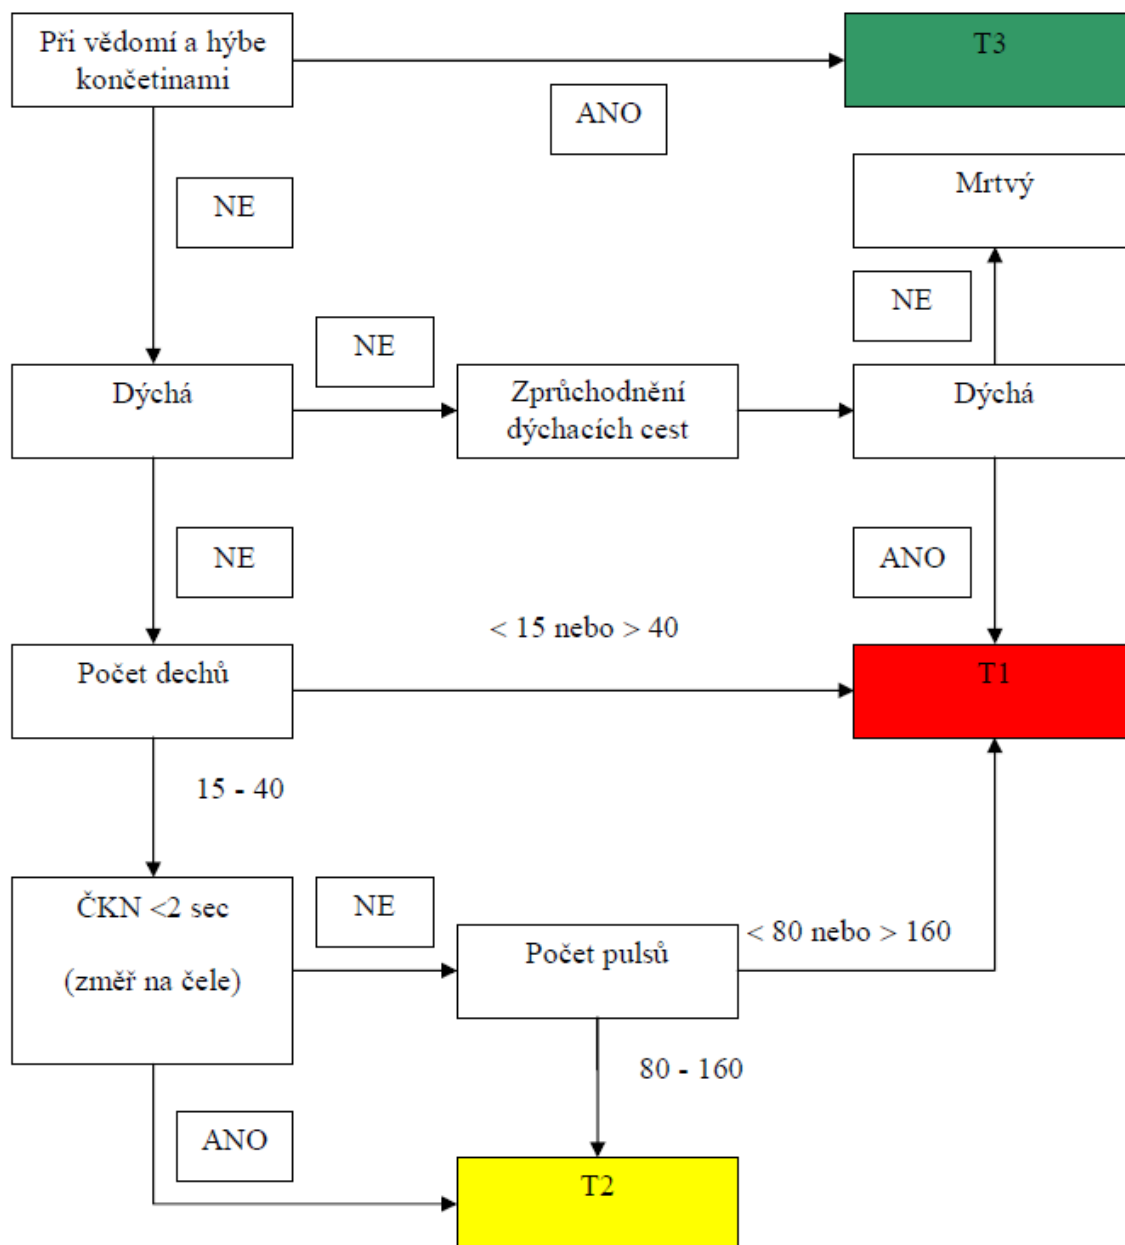 Při vědomí a hýbe
končetinami
T3
ANO
Mrtvý
NE
NE
NE
Dýchá
Zprůchodnění
dýchacích cest
Dýchá
NE
ANO
< 15 nebo > 40
Počet dechů
T1
15 - 40
ČKN <2 sec
(změř na čele)
NE
Počet pulsů
< 80 nebo > 160
80 - 160
ANO
T2